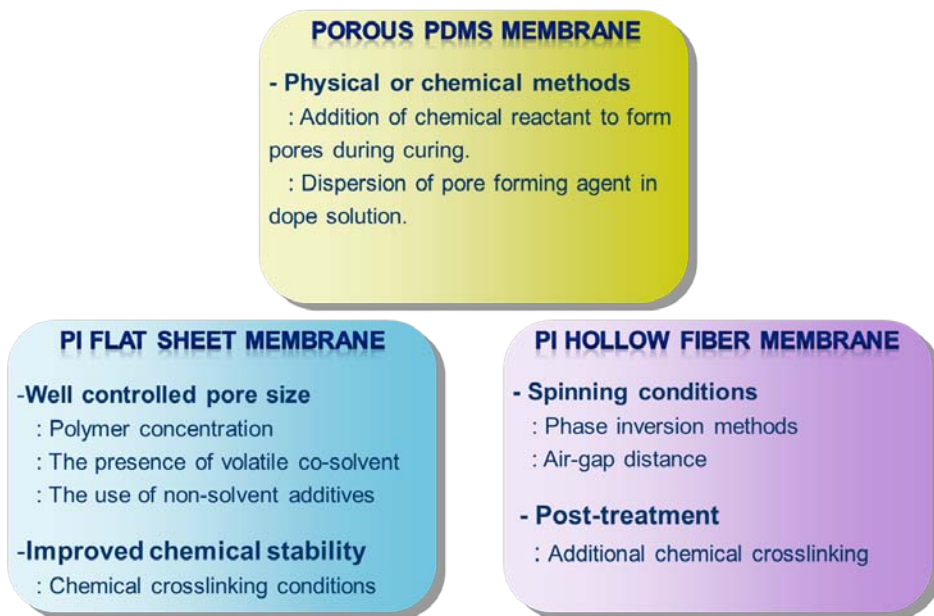 POROUS PDMS MEMBRANE
- Physical or chemical methods
: Addition of chemical reactant to form
pores during curing.
: Dispersion of pore forming agent in
dope solution.
PI FLAT SHEET MEMBRANE
-Well controlled pore size
: Polymer concentration
: The presence of volatile co-solvent
: The use of non-solvent additives
-Improved chemical stability
: Chemical crosslinking conditions
PI HOLLOW FIBER MEMBRANE
- Spinning conditions
: Phase inversion methods
: Air-gap distance
- Post-treatment
: Additional chemical crosslinking